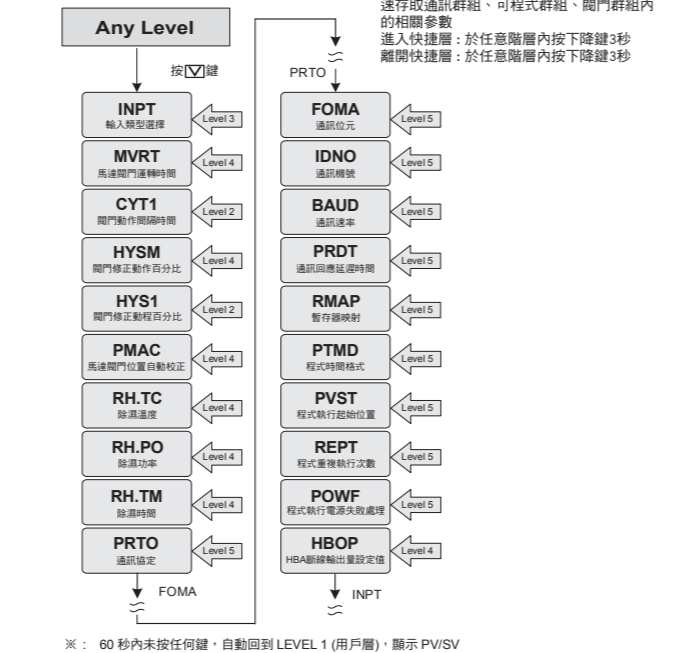 速存取通訊群組、可程式群組、閥門群組內
的相關參數
進入快捷層：於任意階層內按下降鍵3秒
離開快捷層：於任意階層內按下降鍵3秒
Any Level
按鍵
INPT
輸入類型選擇
Level 3
MVRT
馬達閥門運轉時間
Level 4
CYT1
閥門動作間隔時間
Level 2
HYSM
閥門修正動作百分比
Level 4
HYS1
閥門修正動程百分比
Level 2
PMAC
馬達閥門位置自動校正
Level 4
RH.TC
除濕溫度
Level 4
RH.PO
除濕功率
Level 4
RH.TM
除濕時間
Level 4
PRTO
通訊協定
Level 5
FOMA
PRTO
FOMA
通訊位元
Level 5
IDNO
通訊機號
Level 5
BAUD
通訊速率
Level 5
PRDT
通訊回應延遲時間
Level 5
RMAP
暫存器映射
Level 5
PTMD
程式時間格式
Level 5
PVST
程式執行起始位置
Level 5
REPT
程式重複執行次數
Level 5
POWF
程式執行電源失敗處理
Level 5
HBOP
HBA斷線輸出量設定值
Level 4
INPT
※： 60 秒內未按任何鍵，自動回到 LEVEL 1 (用戶層)，顯示 PV/SV